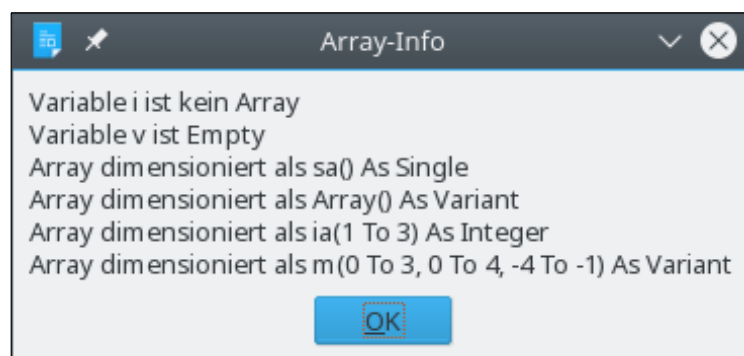 Array-Info
Variable i ist kein Array
Variable v ist Empty
Array dimensioniert als sa() As Single
Array dimensioniert als Array() As Variant
Array dimensioniert als ia(1 To 3) As Integer
Array dimensioniert als m(0 To 3, 0 To 4, -4 To -1) As Variant
OK